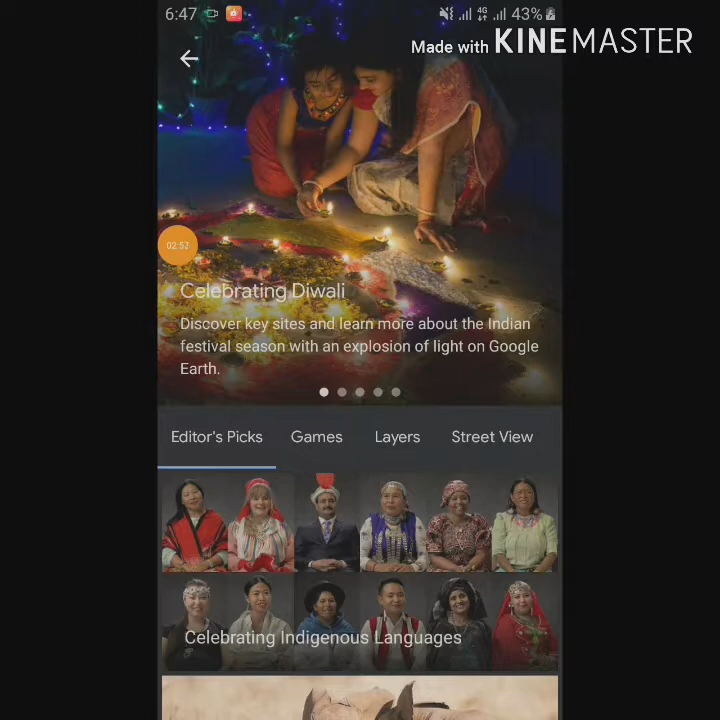 6:47
4G 43%
Made with KINEMASTER
02:52
Celebrating Diwali
Discover key sites and learn more about the Indian
festival season with an explosion of light on Google
Earth.
Editor's Picks Games Layers Street View
Celebrating Indigenous Languages